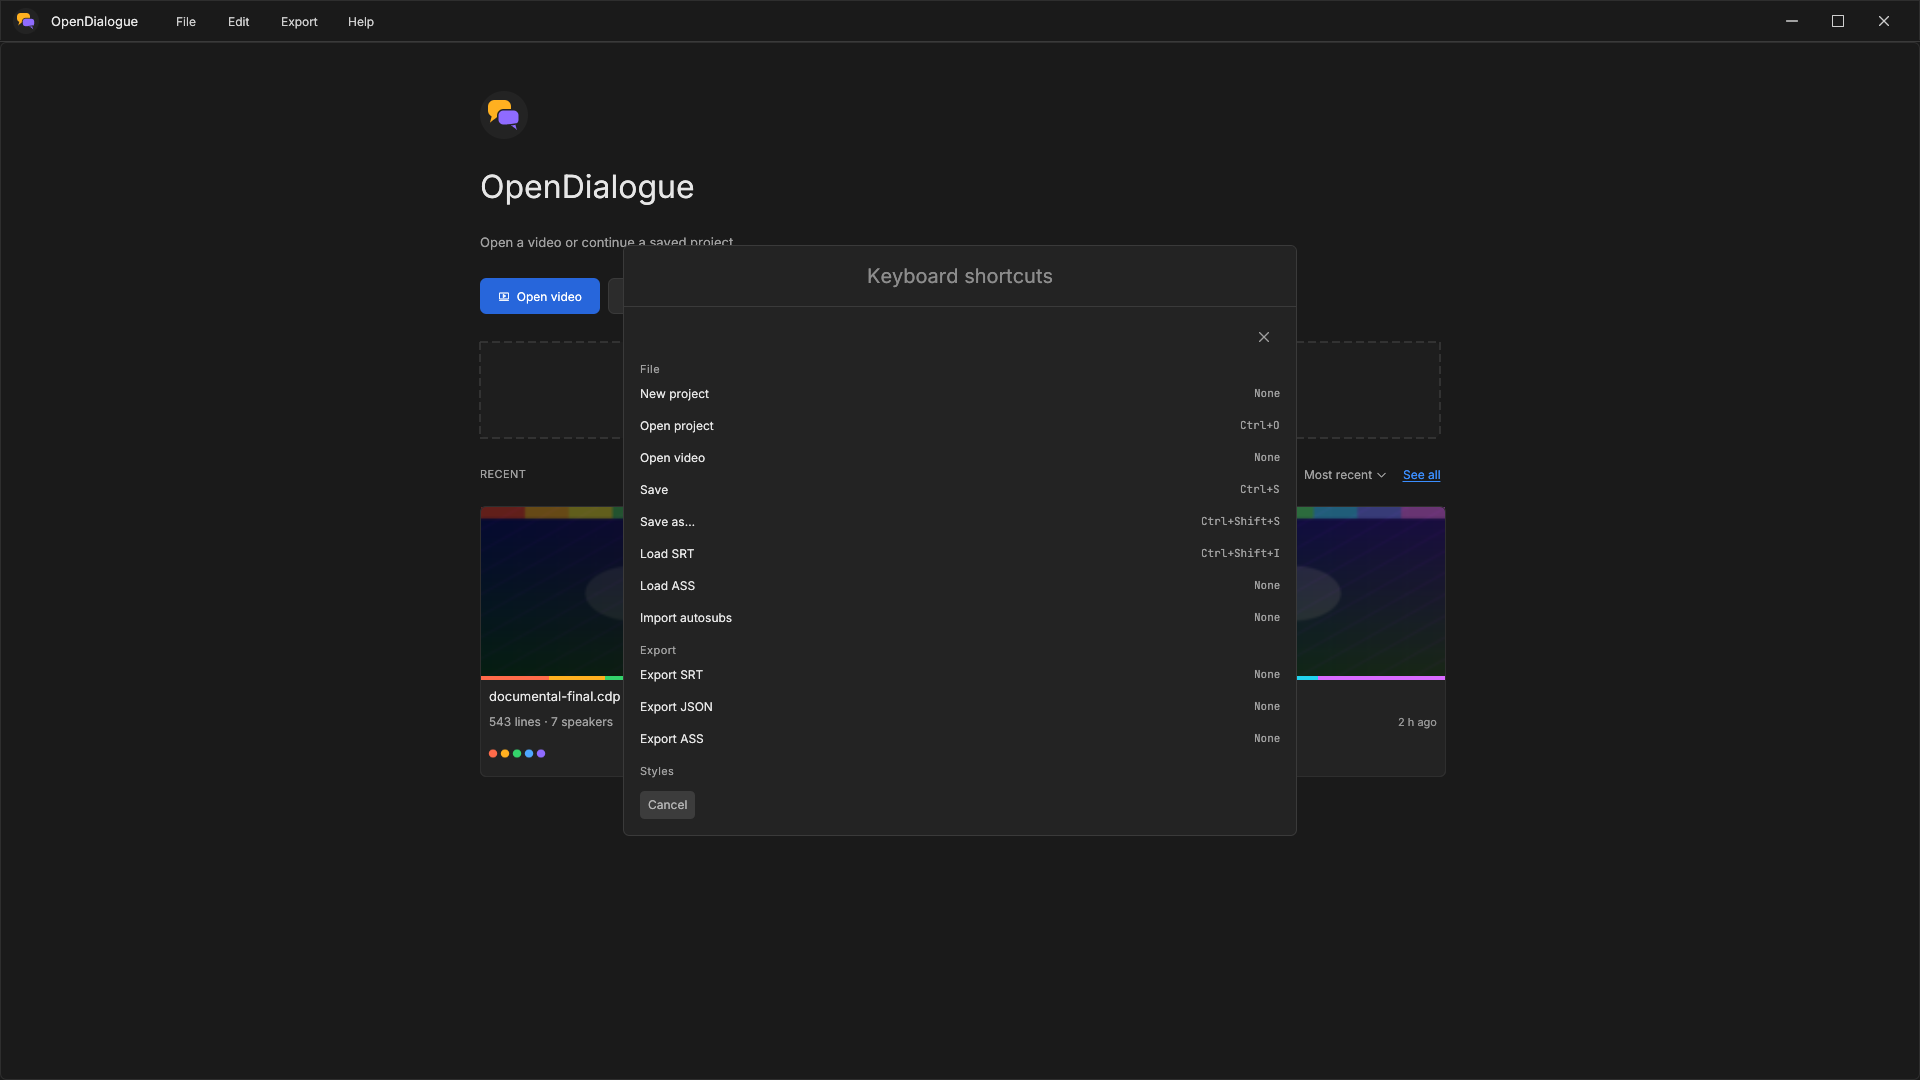 OpenDialogue File Edit Export Help
OpenDialogue
Open a video or continue a saved project
Open video
Keyboard shortcuts
File
New project None
Open project Ctrl+O
Open video None
Save Ctrl+S
Save as... Ctrl+Shift+S
Load SRT Ctrl+Shift+I
Load ASS None
Import autosubs None
Export
Export SRT None
Export JSON None
Export ASS None
Styles
Cancel
RECENT Most recent See all
documental-final.cdp
543 lines · 7 speakers
2 h ago